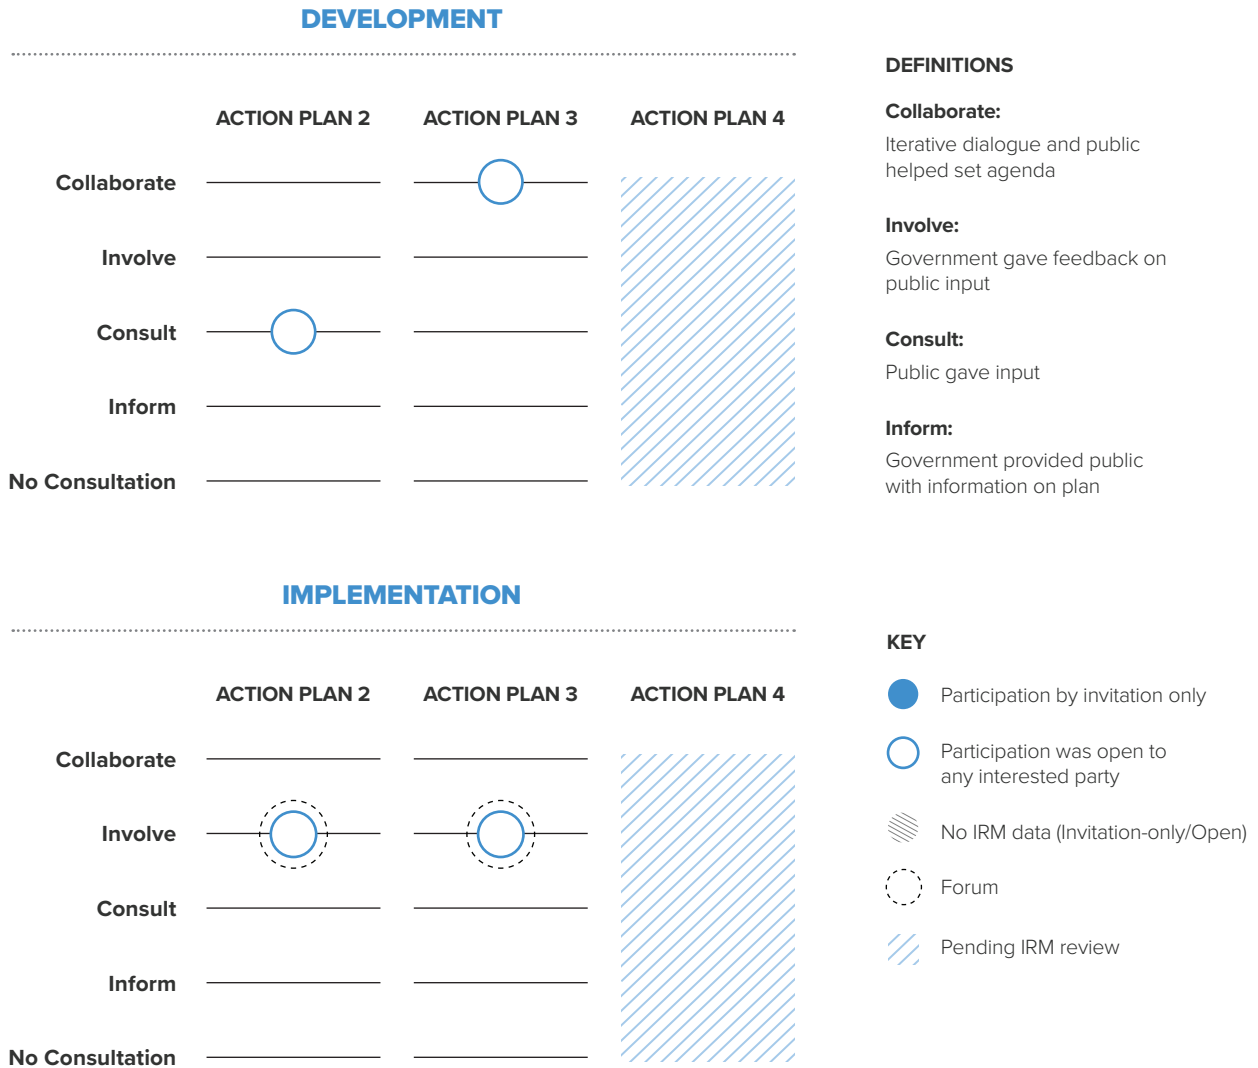 DEVELOPMENT
ACTION PLAN 2 ACTION PLAN 3 ACTION PLAN 4
Collaborate
Involve
Consult
Inform
No Consultation
DEFINITIONS
Collaborate:
Iterative dialogue and public
helped set agenda
Involve:
Government gave feedback on
public input
Consult:
Public gave input
Inform:
Government provided public
with information on plan
IMPLEMENTATION
ACTION PLAN 2 ACTION PLAN 3 ACTION PLAN 4
Collaborate
Involve
Consult
Inform
No Consultation
KEY
Participation by invitation only
Participation was open to
any interested party
No IRM data (Invitation-only/Open)
Forum
Pending IRM review